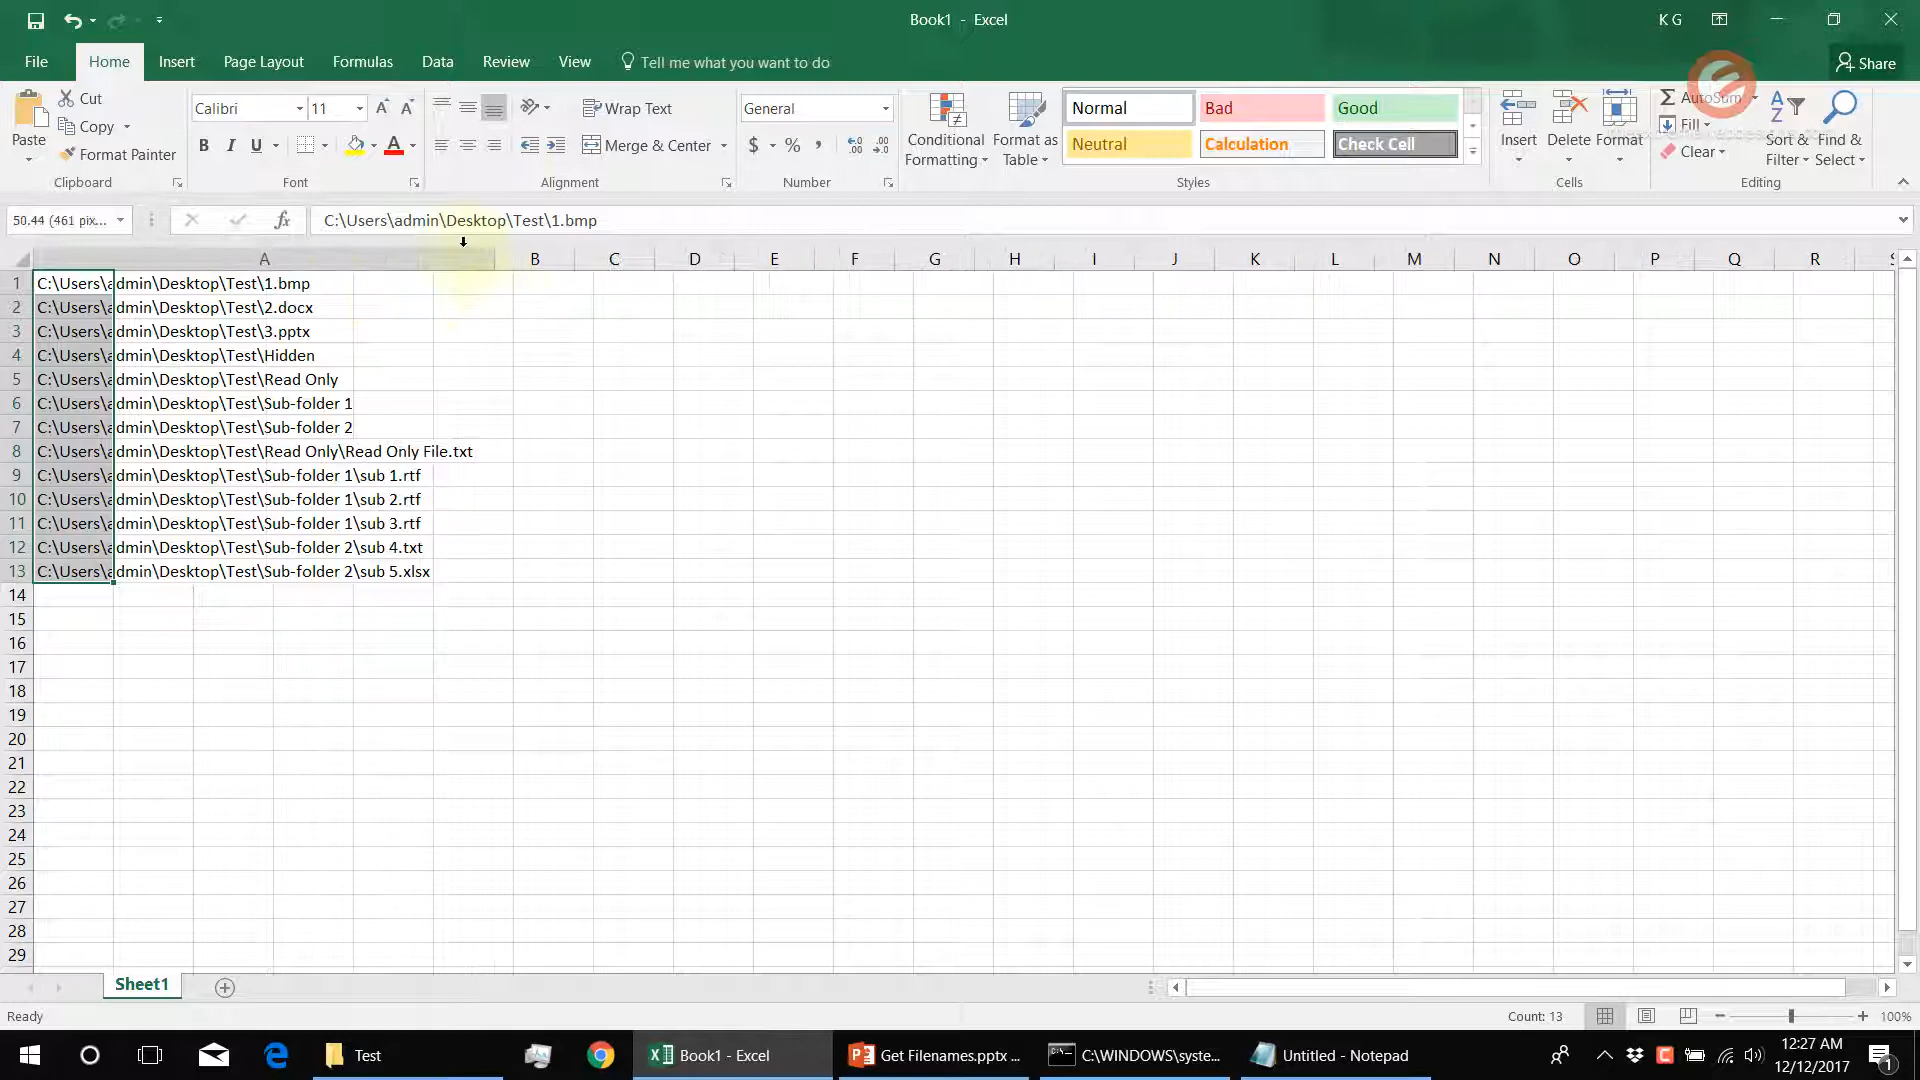 Book1 - Excel
K G
File
Home
Insert
Page Layout
Formulas
Data
Review
View
Tell me what you want to do
Share
Paste
Cut
Copy
Format Painter
Clipboard
Calibri
11
B I U
Font
Wrap Text
Merge & Center
Alignment
General
$ % ,
Number
Conditional Formatting
Format as Table
Normal
Bad
Good
Neutral
Calculation
Check Cell
Styles
Insert
Delete
Format
Cells
AutoSum
Fill
Clear
Sort & Filter
Find & Select
Editing
50.44 (461 pix...
fx
C:\Users\admin\Desktop\Test\1.bmp
A B C D E F G H I J K L M N O P Q R
1 C:\Users\admin\Desktop\Test\1.bmp
2 C:\Users\admin\Desktop\Test\2.docx
3 C:\Users\admin\Desktop\Test\3.pptx
4 C:\Users\admin\Desktop\Test\Hidden
5 C:\Users\admin\Desktop\Test\Read Only
6 C:\Users\admin\Desktop\Test\Sub-folder 1
7 C:\Users\admin\Desktop\Test\Sub-folder 2
8 C:\Users\admin\Desktop\Test\Read Only\Read Only File.txt
9 C:\Users\admin\Desktop\Test\Sub-folder 1\sub 1.rtf
10 C:\Users\admin\Desktop\Test\Sub-folder 1\sub 2.rtf
11 C:\Users\admin\Desktop\Test\Sub-folder 1\sub 3.rtf
12 C:\Users\admin\Desktop\Test\Sub-folder 2\sub 4.txt
13 C:\Users\admin\Desktop\Test\Sub-folder 2\sub 5.xlsx
14
15
16
17
18
19
20
21
22
23
24
25
26
27
28
29
Sheet1
Ready
Count: 13
100%
Test
Book1 - Excel
Get Filenames.pptx ...
C:\WINDOWS\syste...
Untitled - Notepad
12:27 AM
12/12/2017
1